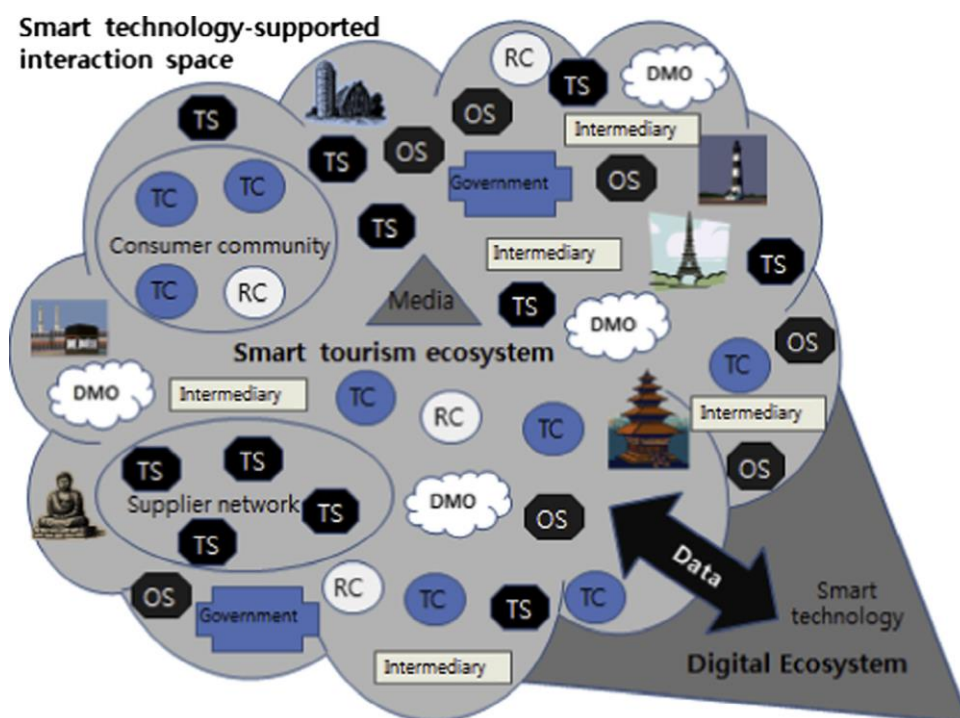 Smart technology-supported
interaction space
RC
TS
DMO
TS
OS
Intermediary
TS
OS
Government
OS
TC
TC
TS
Consumer community
Intermediary
TS
TC
RC
Media
TS
DMO
OS
Smart tourism ecosystem
TC
DMO
Intermediary
TC
RC
Intermediary
TC
TS
TS
OS
Supplier network
DMO
TS
OS
TS
Data
OS
RC
TC
TS
TC
Smart
technology
Government
Intermediary
Digital Ecosystem